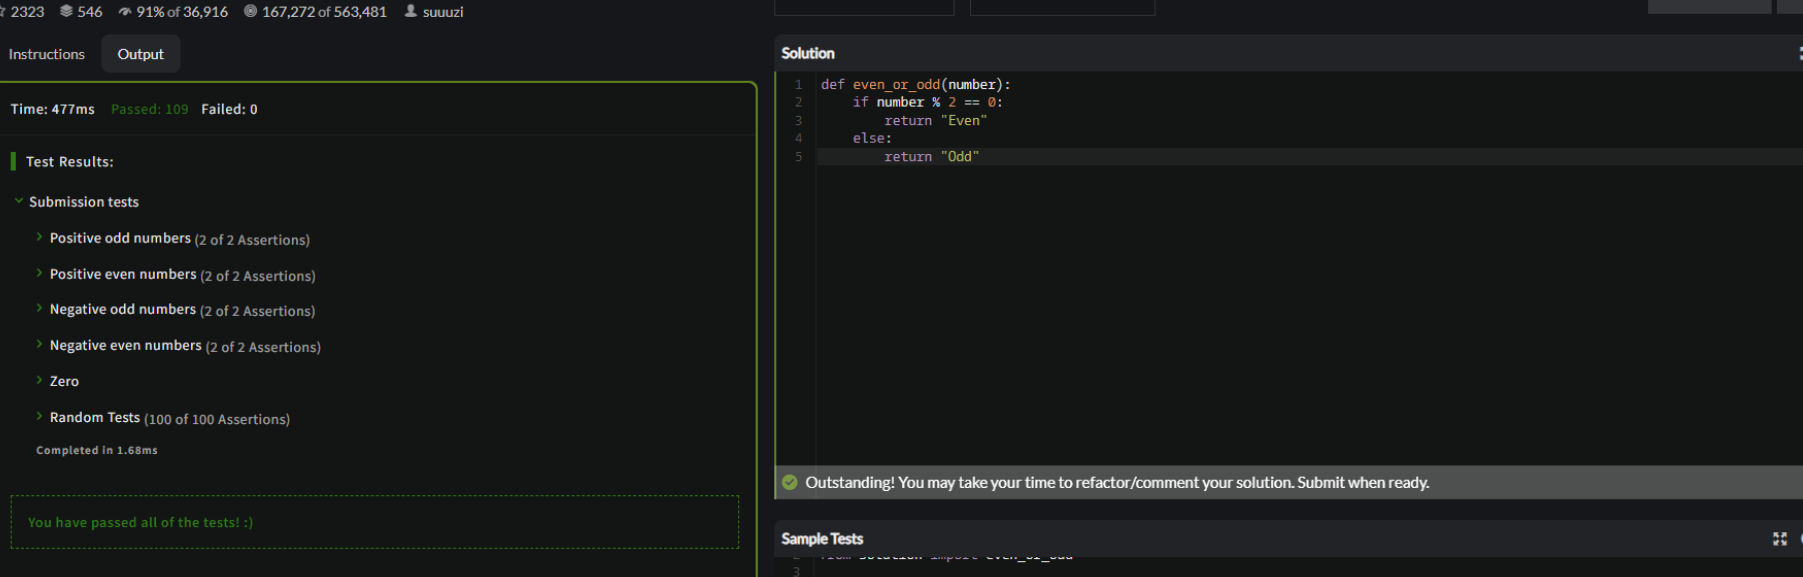 2323 546 91% of 36,916 167,272 of 563,481 suuuzi
Instructions Output
Time: 477ms Passed: 109 Failed: 0
Test Results:
Submission tests
Positive odd numbers (2 of 2 Assertions)
Positive even numbers (2 of 2 Assertions)
Negative odd numbers (2 of 2 Assertions)
Negative even numbers (2 of 2 Assertions)
Zero
Random Tests (100 of 100 Assertions)
Completed in 1.68ms
You have passed all of the tests! :)
Solution
1 def even_or_odd(number):
2     if number % 2 == 0:
3         return "Even"
4     else:
5         return "Odd"
Outstanding! You may take your time to refactor/comment your solution. Submit when ready.
Sample Tests
2 from solution import even_or_odd
3